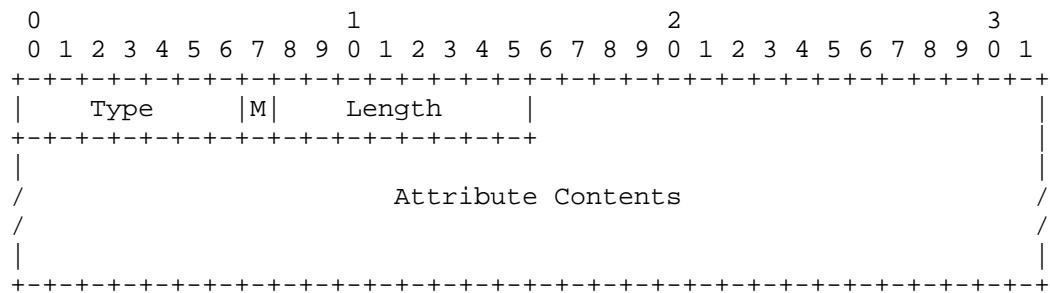 0                   1                   2                   3
 0 1 2 3 4 5 6 7 8 9 0 1 2 3 4 5 6 7 8 9 0 1 2 3 4 5 6 7 8 9 0 1
+-+-+-+-+-+-+-+-+-+-+-+-+-+-+-+-+-+-+-+-+-+-+-+-+-+-+-+-+-+-+-+-+
|    Type     |M|    Length     |                               |
+-+-+-+-+-+-+-+-+-+-+-+-+-+-+-+-+                               |
|                                                               |
/                       Attribute Contents                      /
/                                                               /
|                                                               |
+-+-+-+-+-+-+-+-+-+-+-+-+-+-+-+-+-+-+-+-+-+-+-+-+-+-+-+-+-+-+-+-+